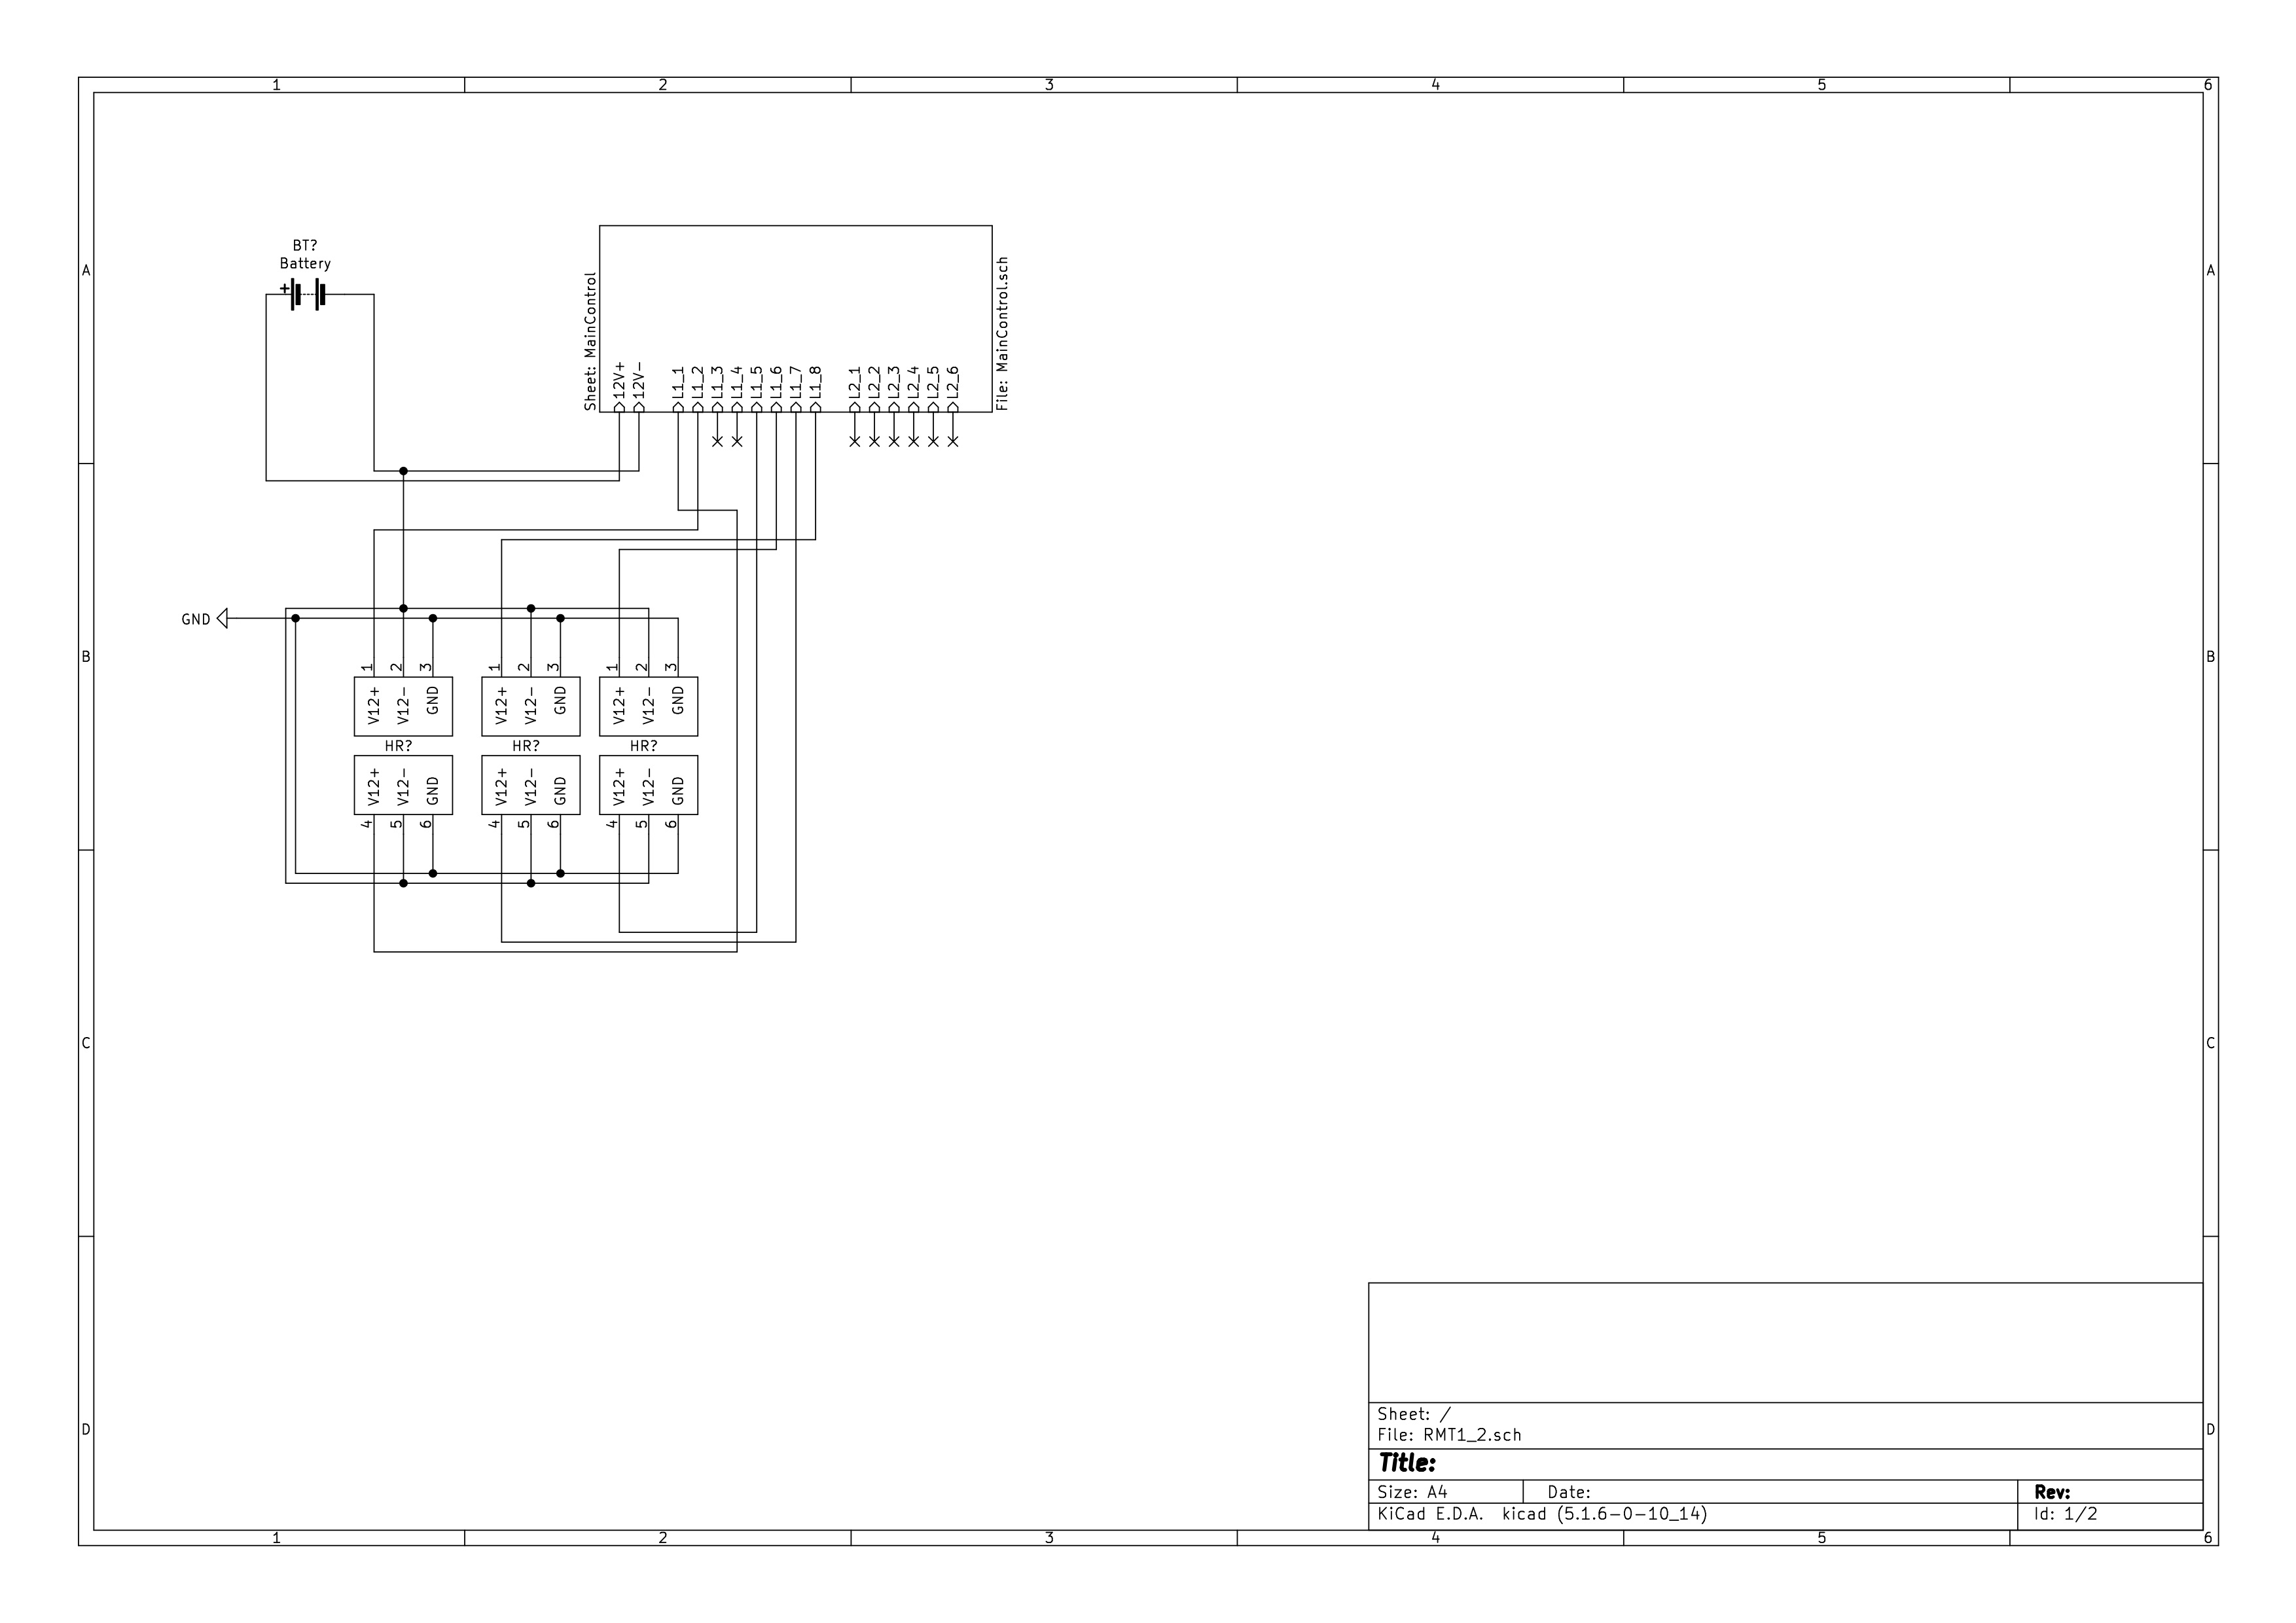 1 2 3 4 5 6
A A
BT?
Battery
+
Sheet: MainControl
File: MainControl.sch
12V+
12V-
L1_1
L1_2
L1_3
L1_4
L1_5
L1_6
L1_7
L1_8
L2_1
L2_2
L2_3
L2_4
L2_5
L2_6
GND
B B
1 2 3 1 2 3 1 2 3
V12+ V12- GND V12+ V12- GND V12+ V12- GND
HR? HR? HR?
V12+ V12- GND V12+ V12- GND V12+ V12- GND
4 5 6 4 5 6 4 5 6
C C
D D
Sheet: /
File: RMT1_2.sch
Title:
Size: A4 Date: Rev:
KiCad E.D.A. kicad (5.1.6-0-10_14) Id: 1/2
1 2 3 4 5 6